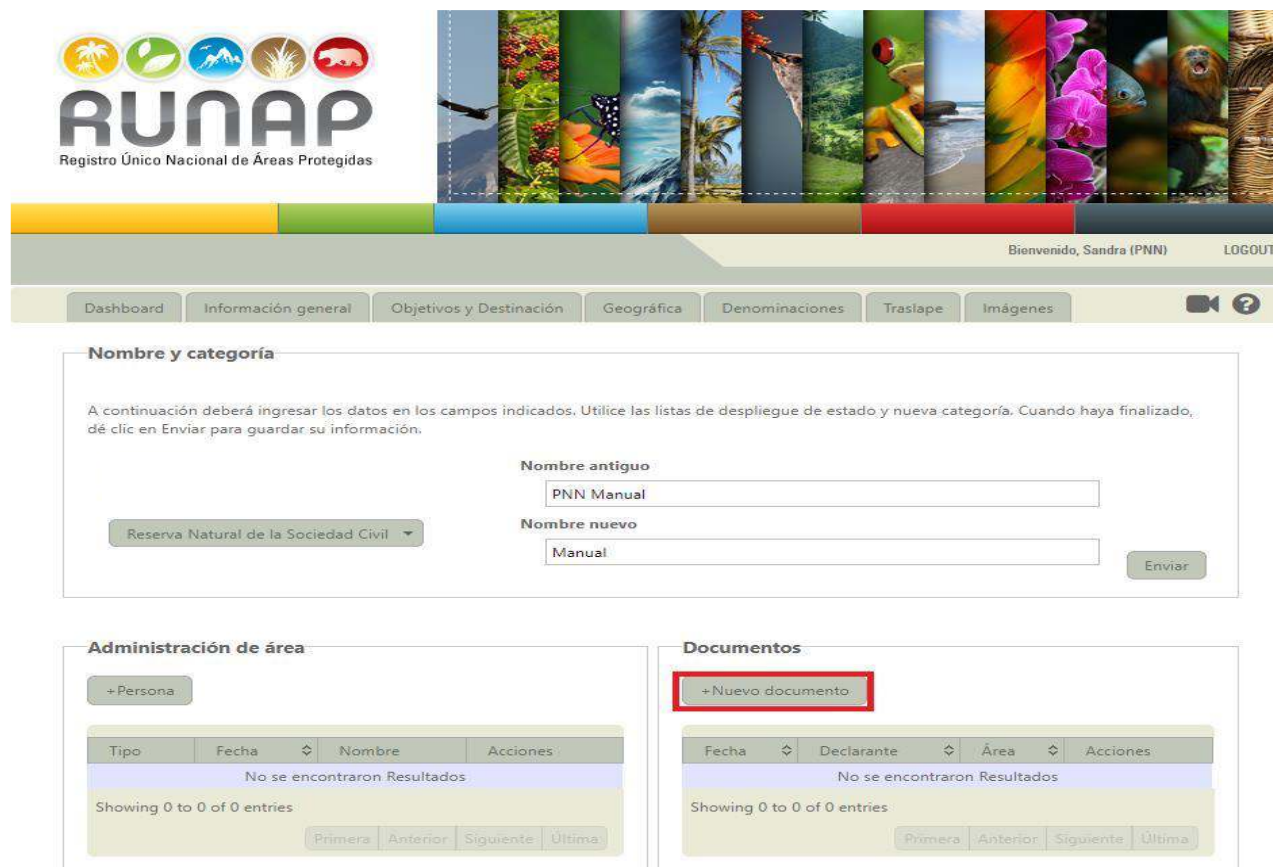 RUNAP
Registro Único Nacional de Áreas Protegidas
Bienvenido, Sandra (PNN) LOGOUT
Dashboard Información general Objetivos y Destinación Geográfica Denominaciones Traslape Imágenes ?
Nombre y categoría
A continuación deberá ingresar los datos en los campos indicados. Utilice las listas de despliegue de estado y nueva categoría. Cuando haya finalizado,
dé clic en Enviar para guardar su información.
Nombre antiguo
PNN Manual
Reserva Natural de la Sociedad Civil
Nombre nuevo
Manual
Enviar
Administración de área
+Persona
Tipo Fecha Nombre Acciones
No se encontraron Resultados
Showing 0 to 0 of 0 entries
Primera Anterior Siguiente Última
Documentos
+Nuevo documento
Fecha Declarante Área Acciones
No se encontraron Resultados
Showing 0 to 0 of 0 entries
Primera Anterior Siguiente Última